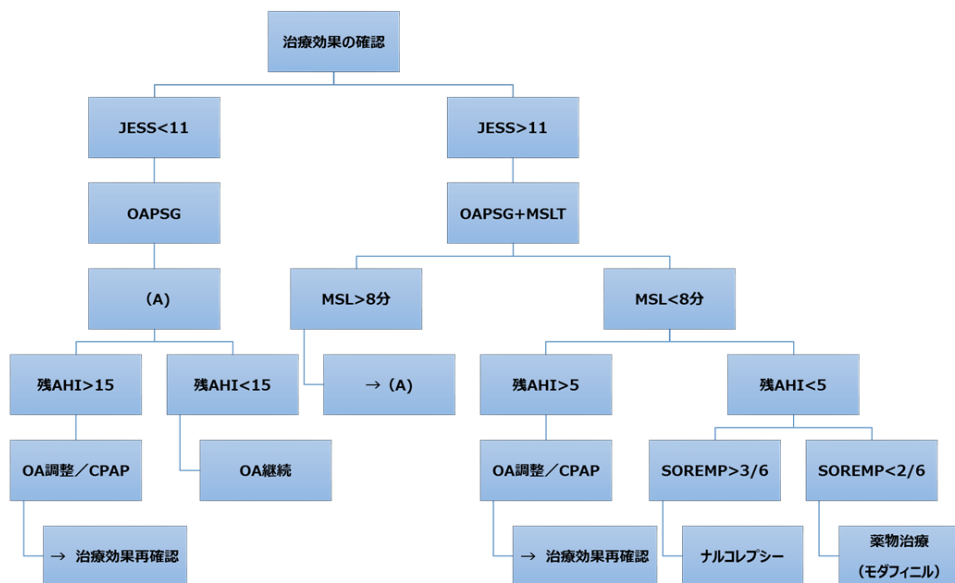 治療効果の確認
JESS<11
JESS>11
OAPSG
OAPSG+MSLT
(A)
MSL>8分
MSL<8分
残AHI>15
残AHI<15
→ (A)
残AHI>5
残AHI<5
OA調整／CPAP
OA継続
OA調整／CPAP
SOREMP>3/6
SOREMP<2/6
→ 治療効果再確認
→ 治療効果再確認
ナルコレプシー
薬物治療
(モダフィニル)